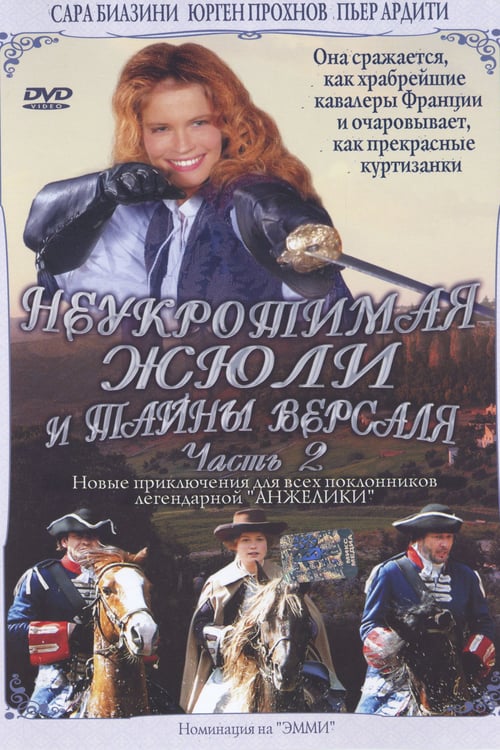 САРА БИАЗИНИ ЮРГЕН ПРОХНОВ ПЬЕР АРДИТИ
DVD
VIDEO
Она сражается,
как храбрейшие
кавалеры Франции
и очаровывает,
как прекрасные
куртизанки
НЕУКРОТИМАЯ
ЖЮЛИ
И ТАЙНЫ ВЕРСАЛЯ
Часть 2
Новые приключения для всех поклонников
легендарной "АНЖЕЛИКИ"
МЕДИА
Номинация на "ЭММИ"